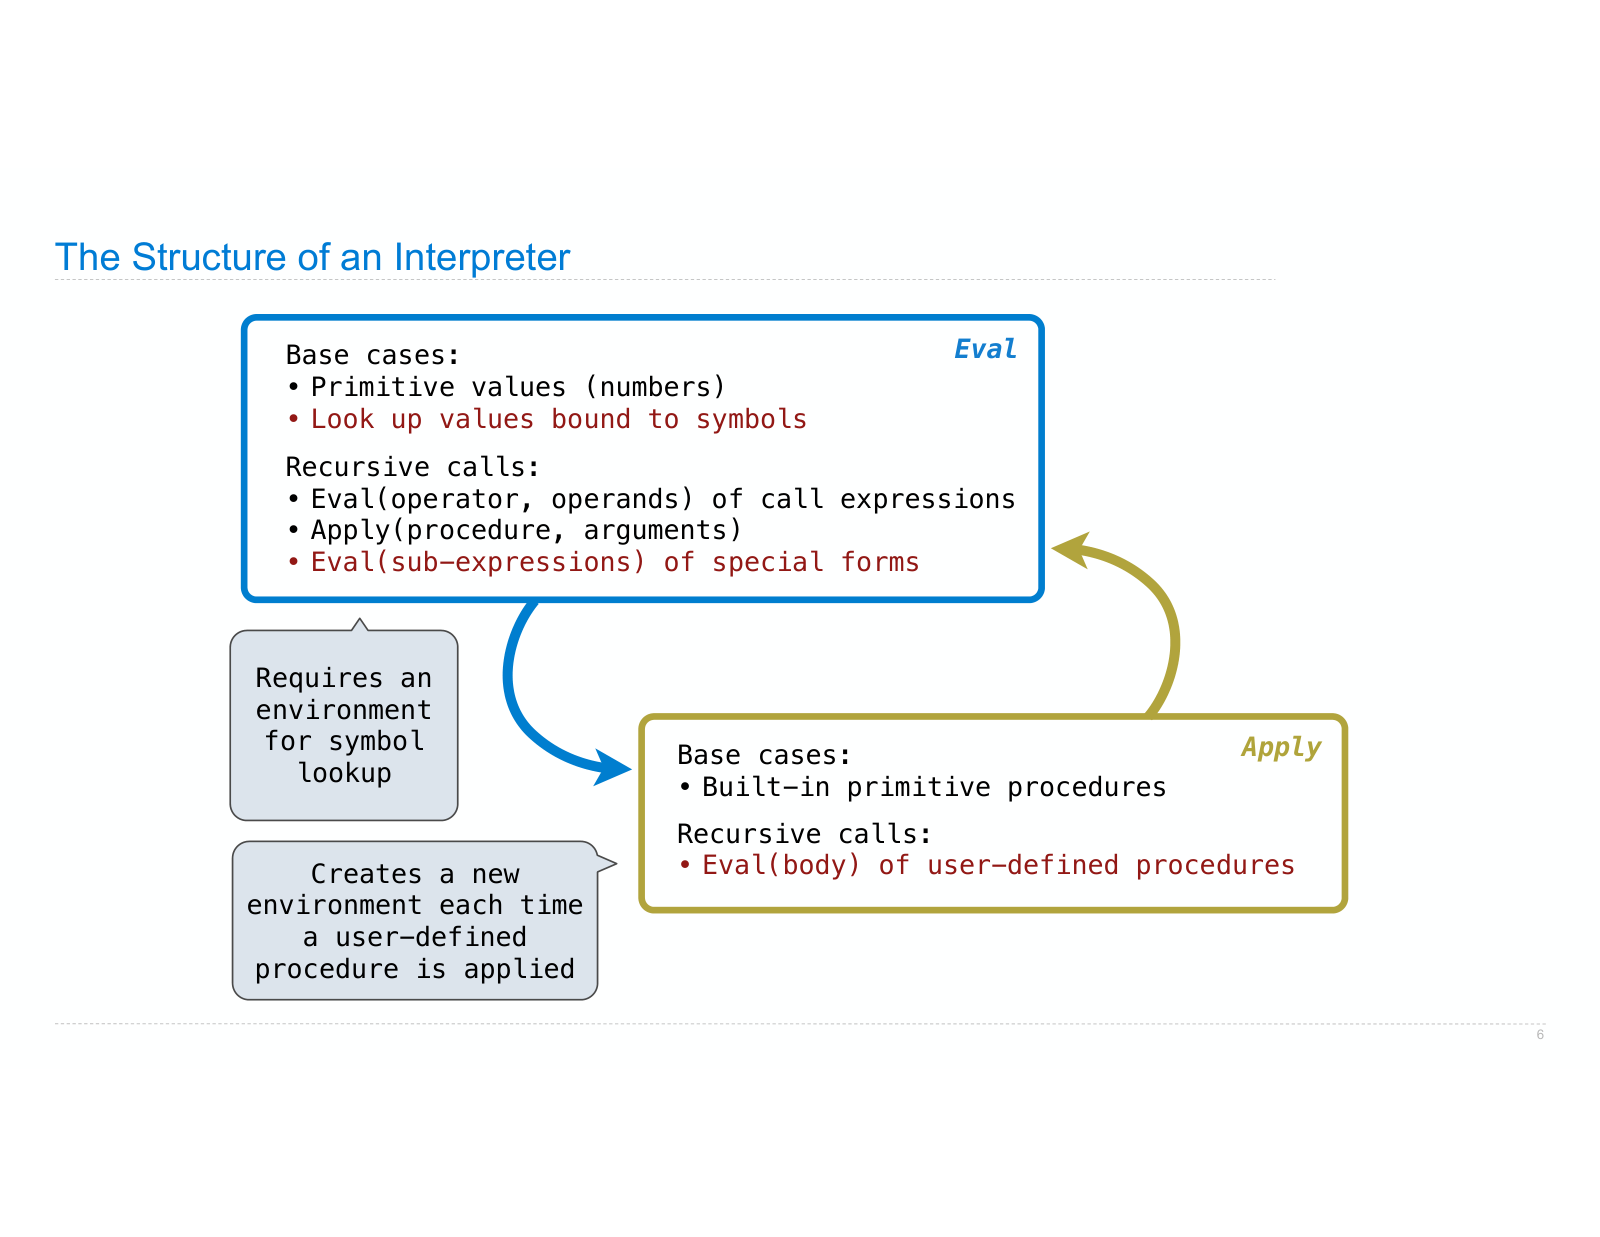 The Structure of an Interpreter
Eval
Base cases:
• Primitive values (numbers)
• Look up values bound to symbols
Recursive calls:
• Eval(operator, operands) of call expressions
• Apply(procedure, arguments)
• Eval(sub-expressions) of special forms
Requires an
environment
for symbol
lookup
Apply
Base cases:
• Built-in primitive procedures
Recursive calls:
• Eval(body) of user-defined procedures
Creates a new
environment each time
a user-defined
procedure is applied
6